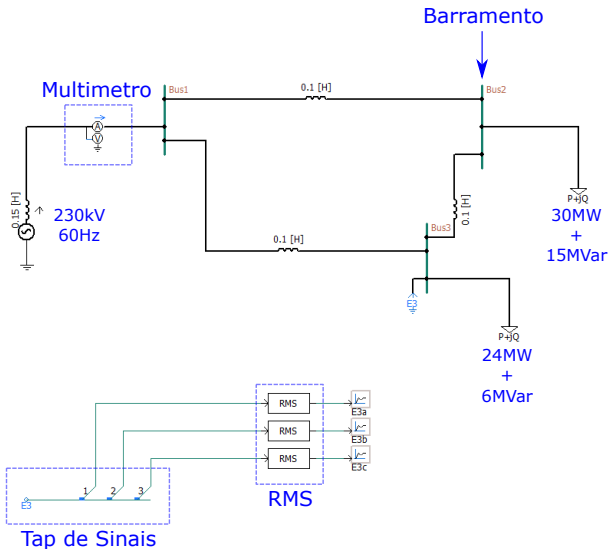 Barramento
0.1 [H]
Bus1
Bus2
Multimetro
A
V
0.15 [H]
230kV
60Hz
0.1 [H]
P+jQ
30MW
+
15MVar
Bus3
0.1 [H]
E3
P+jQ
24MW
+
6MVar
RMS
E3a
RMS
E3b
RMS
E3c
1
2
3
E3
RMS
Tap de Sinais